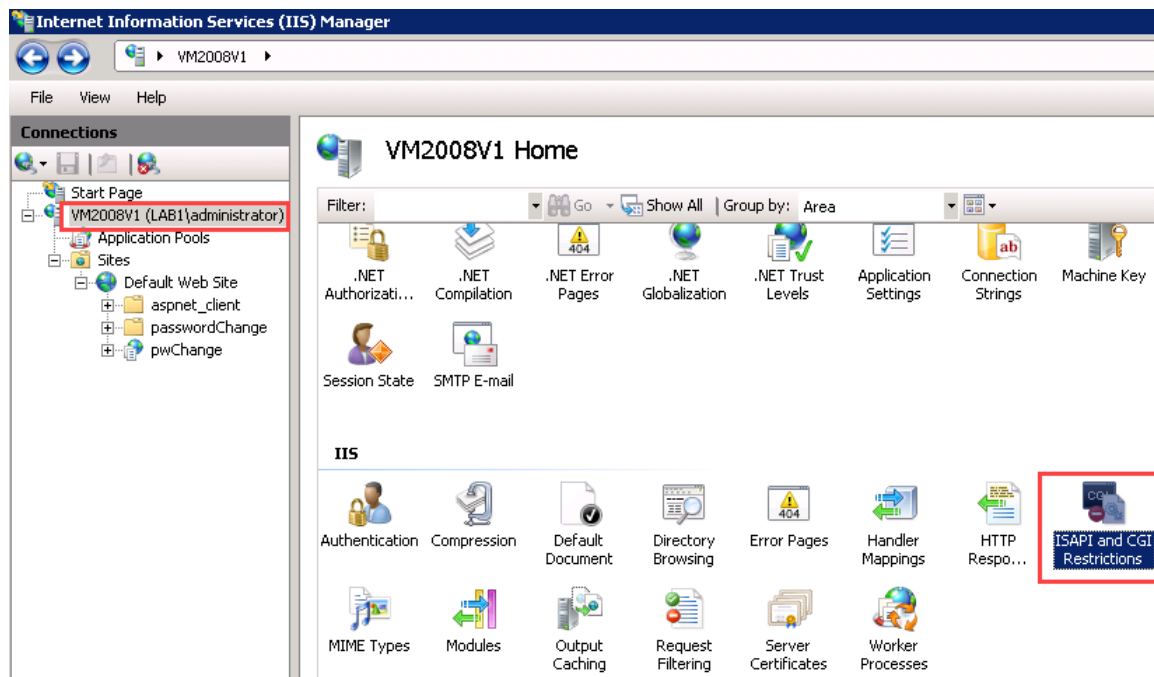 Internet Information Services (IIS) Manager
VM2008V1
File View Help
Connections
Start Page
VM2008V1 (LAB1\administrator)
Application Pools
Sites
Default Web Site
aspnet_client
passwordChange
pwChange
VM2008V1 Home
Filter: Go Show All Group by: Area
404
ab
.NET Authorizati...
.NET Compilation
.NET Error Pages
.NET Globalization
.NET Trust Levels
Application Settings
Connection Strings
Machine Key
Session State
SMTP E-mail
IIS
404
Authentication
Compression
Default Document
Directory Browsing
Error Pages
Handler Mappings
HTTP Respo...
ISAPI and CGI Restrictions
MIME Types
Modules
Output Caching
Request Filtering
Server Certificates
Worker Processes